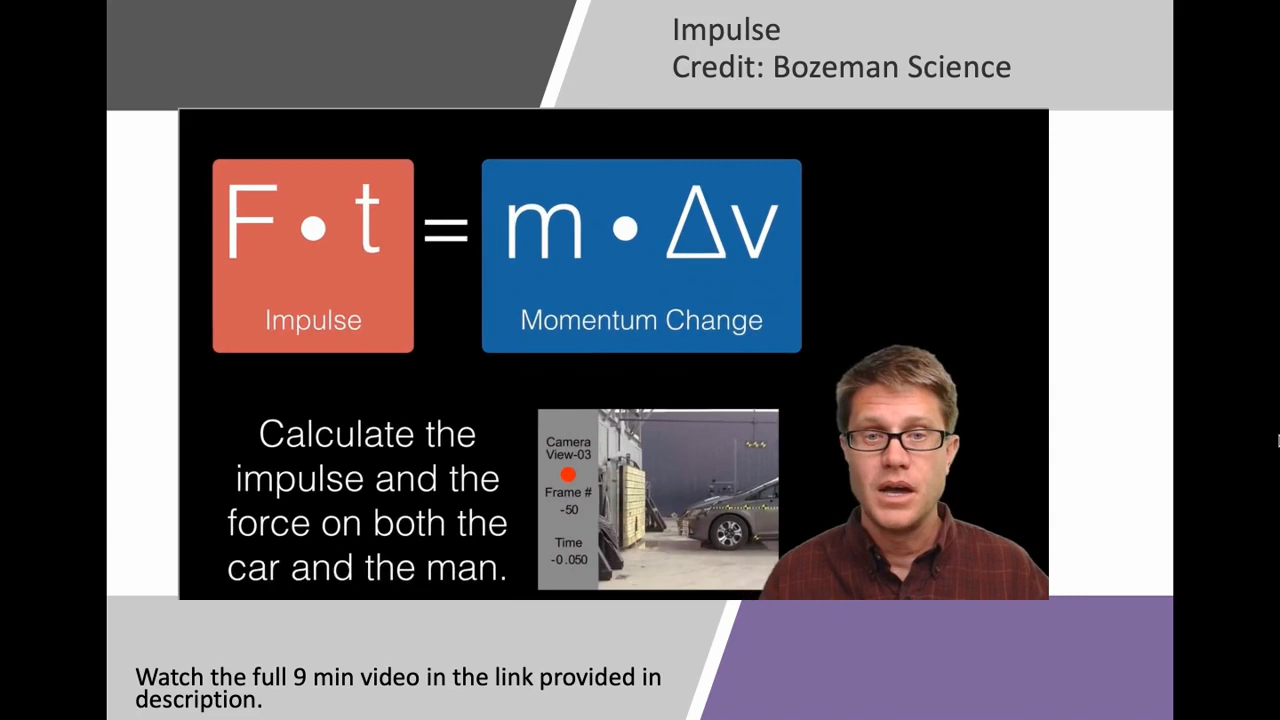 Impulse
Credit: Bozeman Science
F • t = m • Δv
Impulse
Momentum Change
Calculate the
impulse and the
force on both the
car and the man.
Camera
View-03
Frame #
-50
Time
-0.050
Watch the full 9 min video in the link provided in
description.